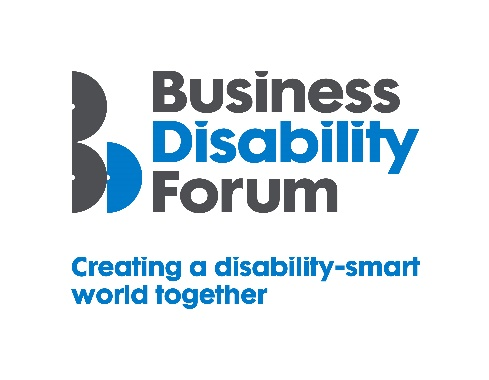 Business
Disability
Forum
Creating a disability-smart
world together